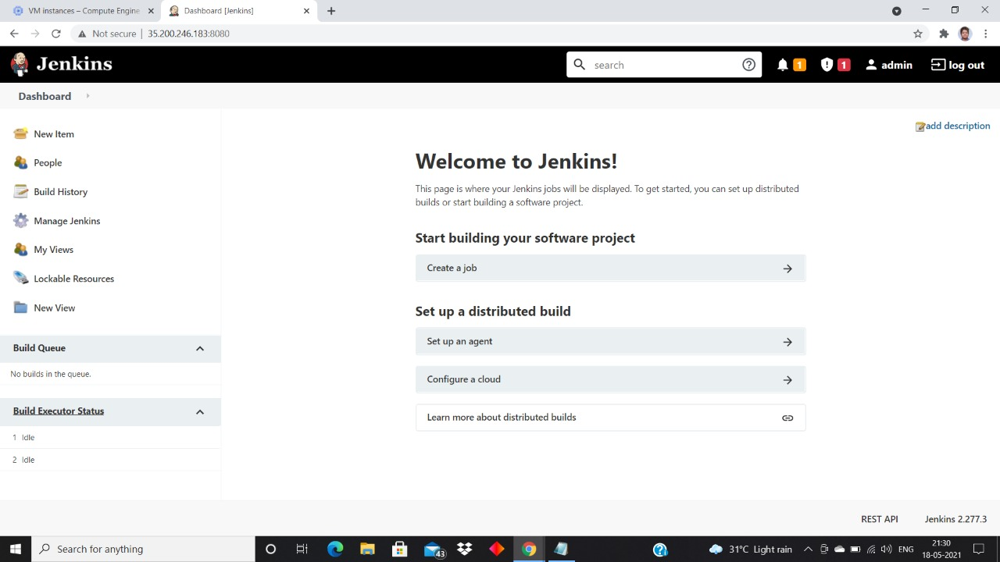 VM instances – Compute Engine
Dashboard [Jenkins]
Not secure | 35.200.246.183:8080
Jenkins
search
1
1
admin
log out
Dashboard
add description
New Item
People
Build History
Manage Jenkins
My Views
Lockable Resources
New View
Build Queue
No builds in the queue.
Build Executor Status
1 Idle
2 Idle
Welcome to Jenkins!
This page is where your Jenkins jobs will be displayed. To get started, you can set up distributed
builds or start building a software project.
Start building your software project
Create a job
Set up a distributed build
Set up an agent
Configure a cloud
Learn more about distributed builds
REST API
Jenkins 2.277.3
Search for anything
43
31°C Light rain
ENG
21:30
18-05-2021